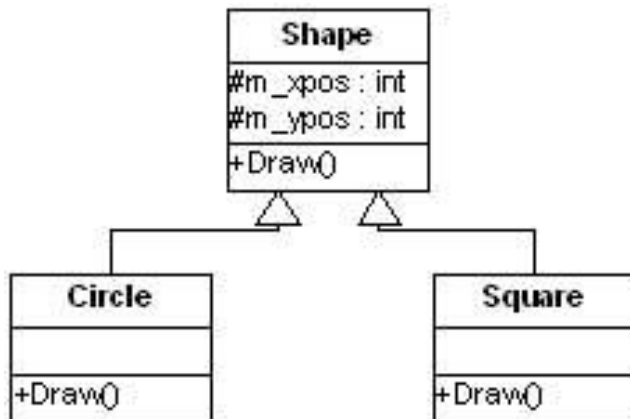 Shape
#m_xpos : int
#m_ypos : int
+Draw()
Circle
+Draw()
Square
+Draw()